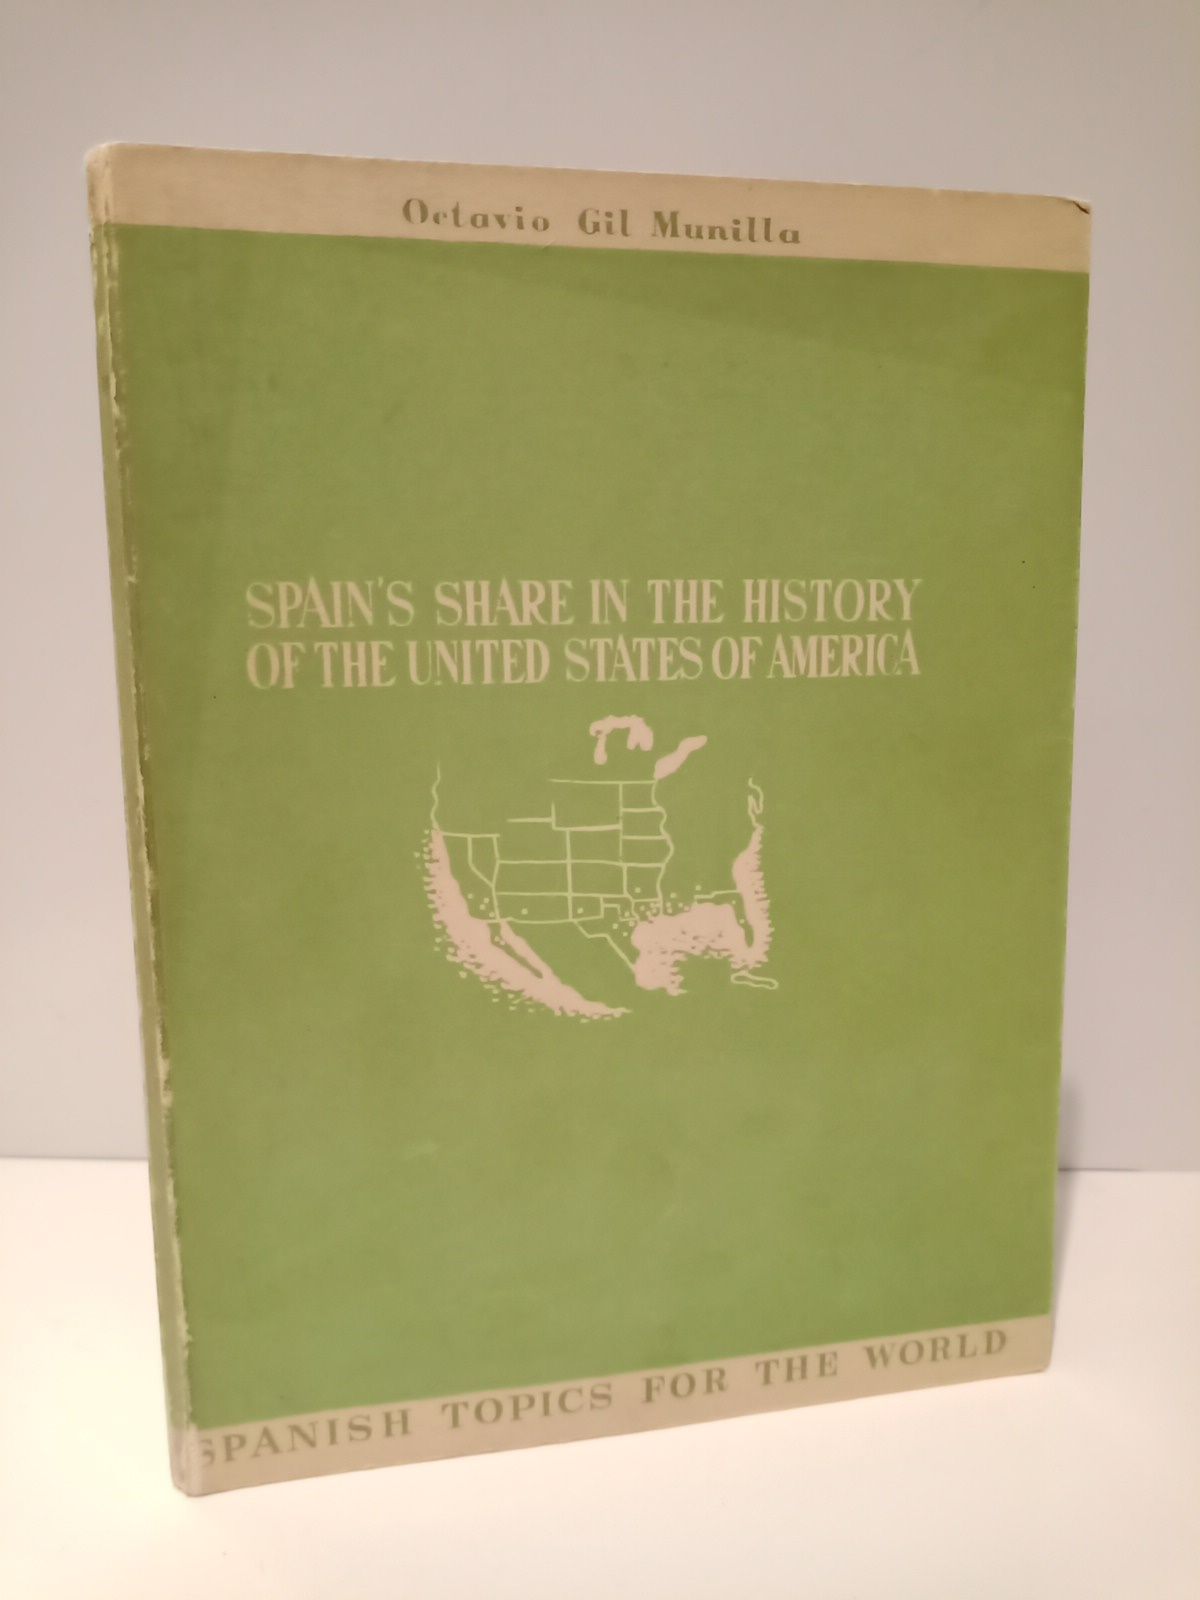 Octavio Gil Munilla
SPAIN'S SHARE IN THE HISTORY
OF THE UNITED STATES OF AMERICA
SPANISH TOPICS FOR THE WORLD